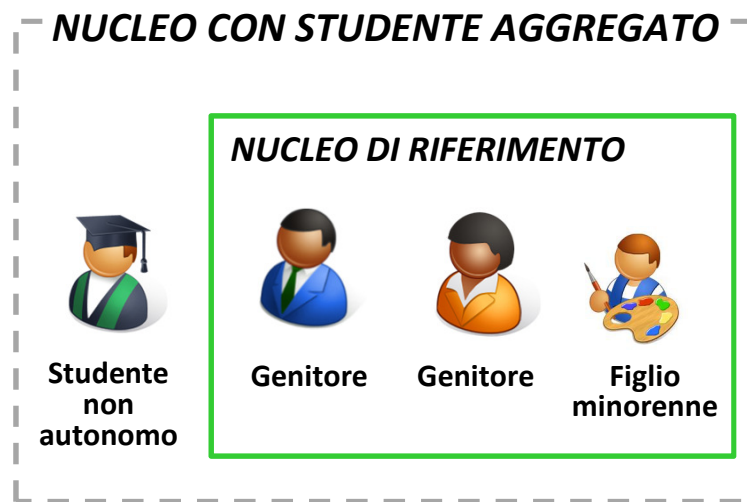 NUCLEO CON STUDENTE AGGREGATO
NUCLEO DI RIFERIMENTO
Studente
non
autonomo
Genitore
Genitore
Figlio
minorenne